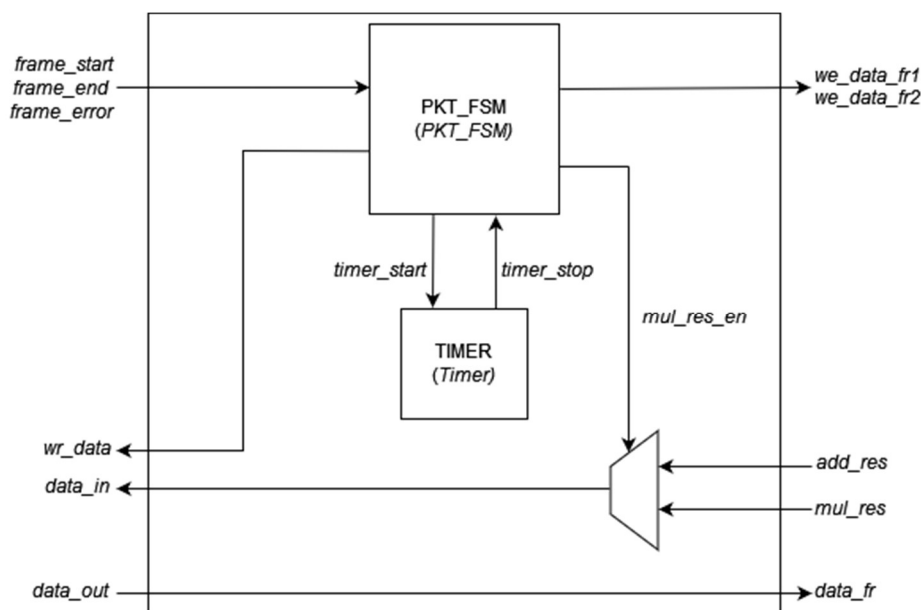 frame_start
frame_end
frame_error
PKT_FSM
(PKT_FSM)
we_data_fr1
we_data_fr2
timer_start
timer_stop
mul_res_en
TIMER
(Timer)
wr_data
data_in
add_res
mul_res
data_out
data_fr